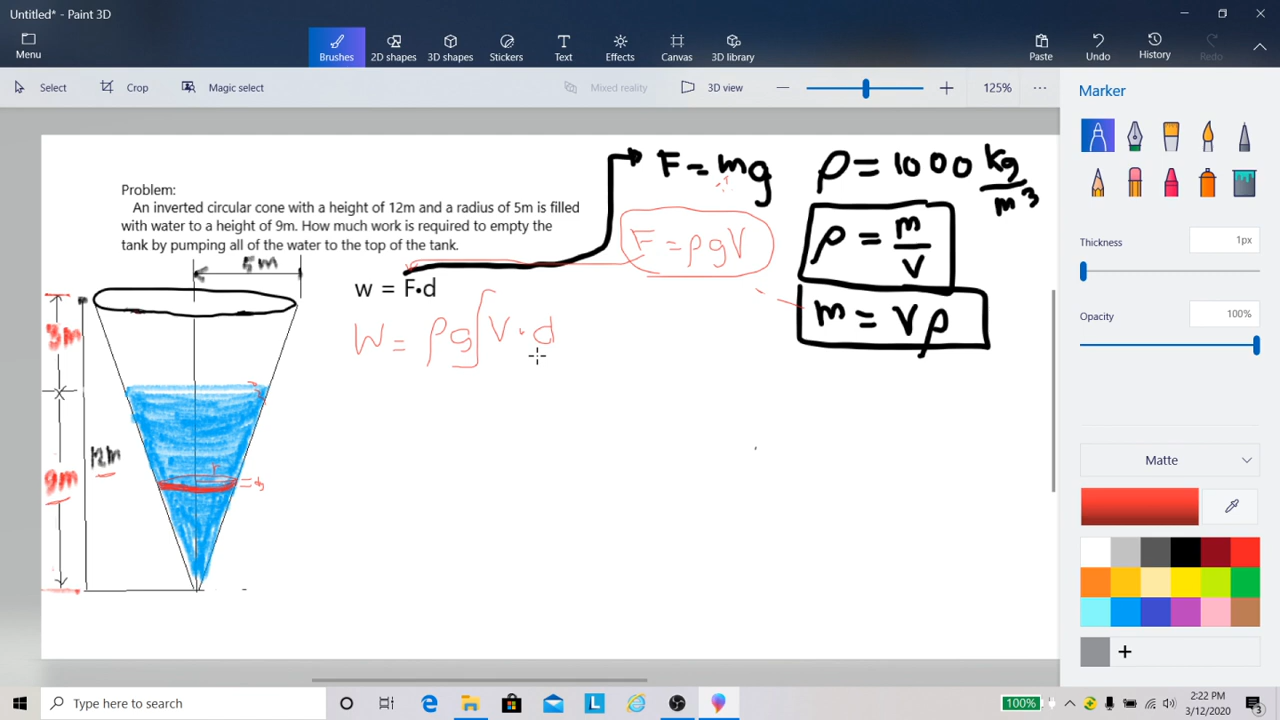 Untitled* - Paint 3D
Menu
Brushes
2D shapes
3D shapes
Stickers
Text
Effects
Canvas
3D library
Paste
Undo
History
Redo
Select
Crop
Magic select
Mixed reality
3D view
125%
Marker
Thickness
1px
Opacity
100%
Matte
Problem:
An inverted circular cone with a height of 12m and a radius of 5m is filled
with water to a height of 9m. How much work is required to empty the
tank by pumping all of the water to the top of the tank.
5m
3m
12m
9m
r
w = F•d
W = ρg∫V·d
F = mg
F = ρgV
ρ = 1000 kg/m³
ρ = m/V
m = Vρ
Type here to search
100%
2:22 PM
3/12/2020
3